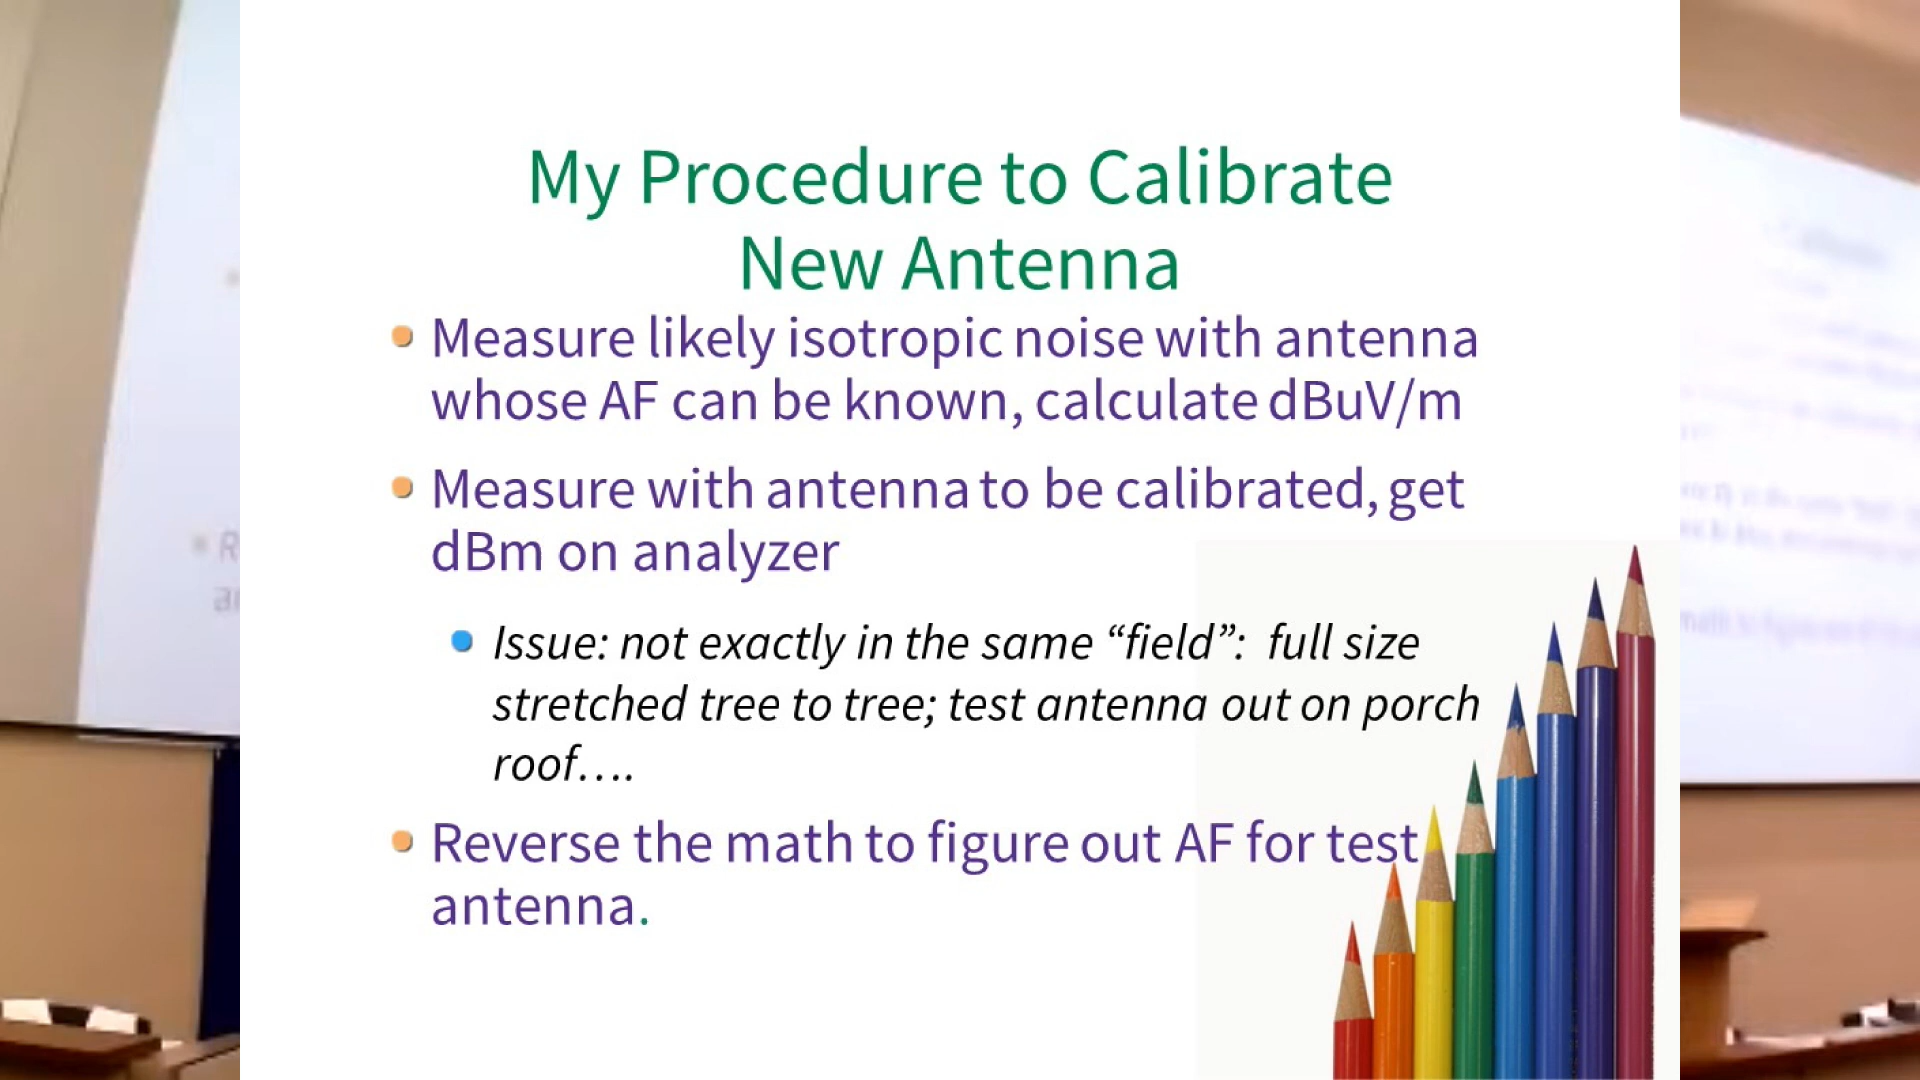 My Procedure to Calibrate
New Antenna
Measure likely isotropic noise with antenna
whose AF can be known, calculate dBuV/m
Measure with antenna to be calibrated, get
dBm on analyzer
Issue: not exactly in the same “field”:  full size
stretched tree to tree; test antenna out on porch
roof….
Reverse the math to figure out AF for test
antenna.